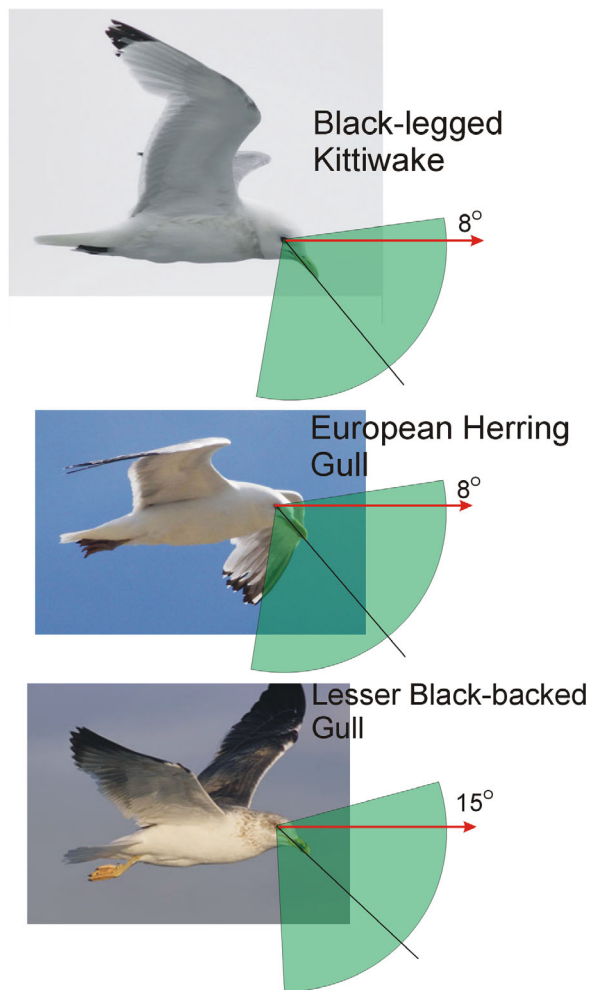 Black-legged
Kittiwake
8°
European Herring
Gull
8°
Lesser Black-backed
Gull
15°